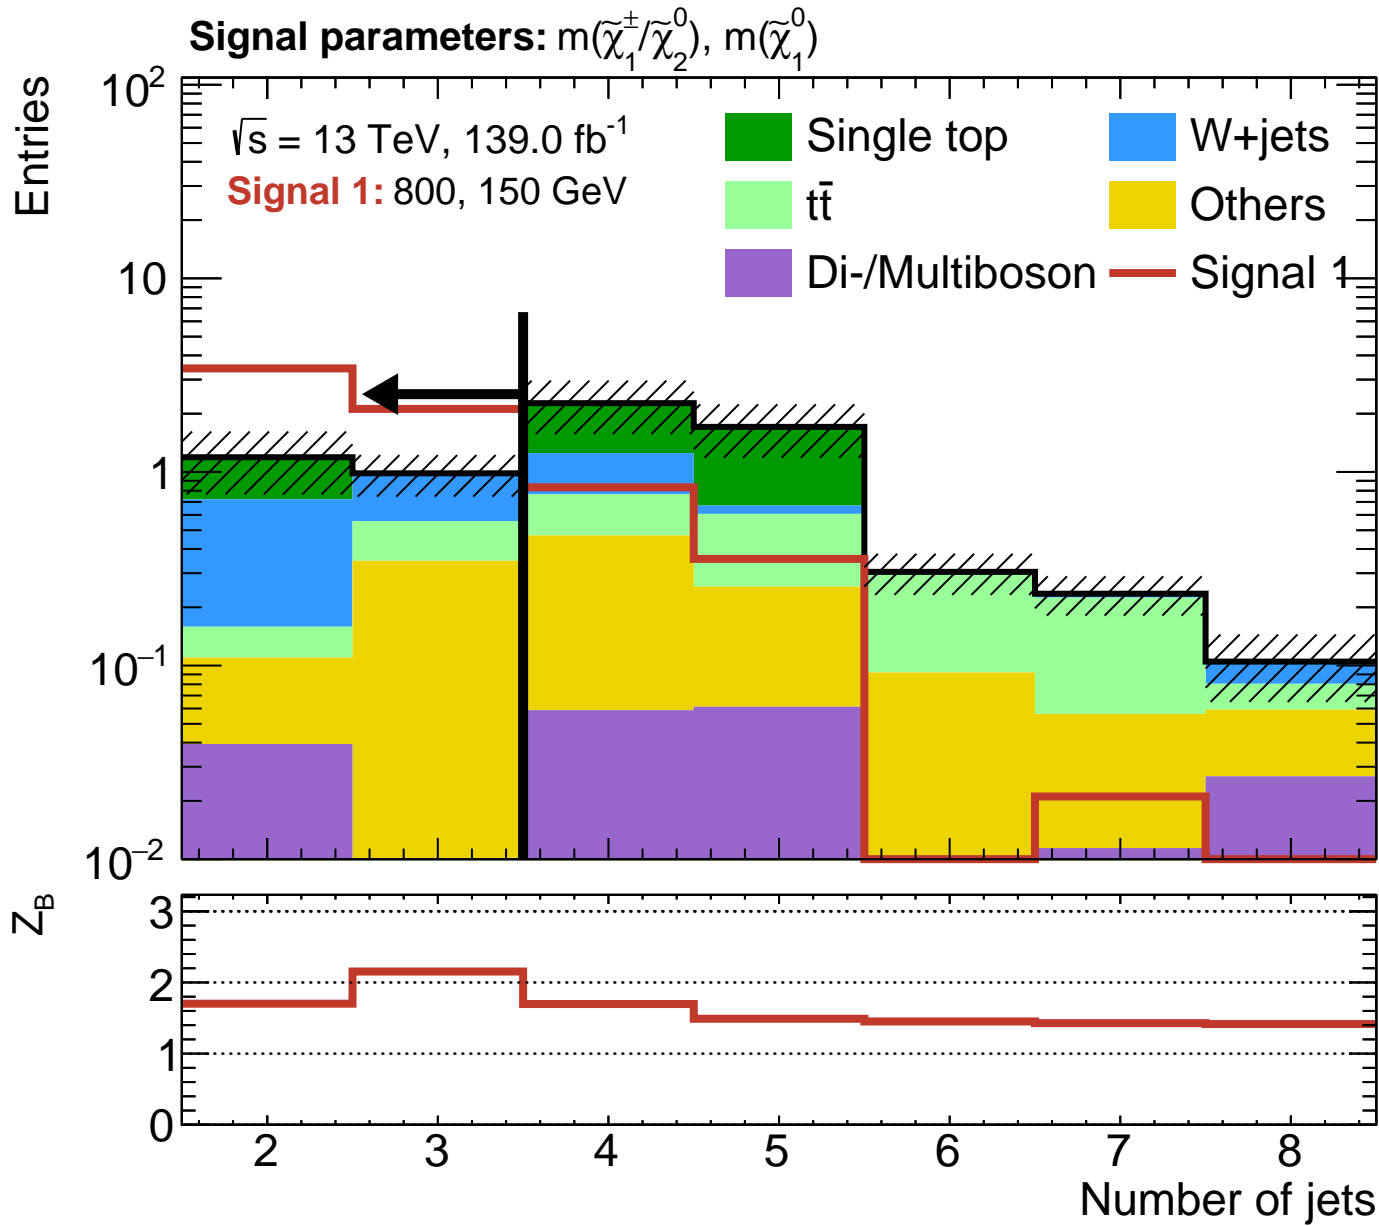 Signal parameters: m(χ̃₁±/χ̃₂⁰), m(χ̃₁⁰)
Entries
10²
10
1
10⁻¹
10⁻²
√s = 13 TeV, 139.0 fb⁻¹
Signal 1: 800, 150 GeV
Single top
W+jets
tt̄
Others
Di-/Multiboson
Signal 1
Z_B
3
2
1
0
2 3 4 5 6 7 8
Number of jets